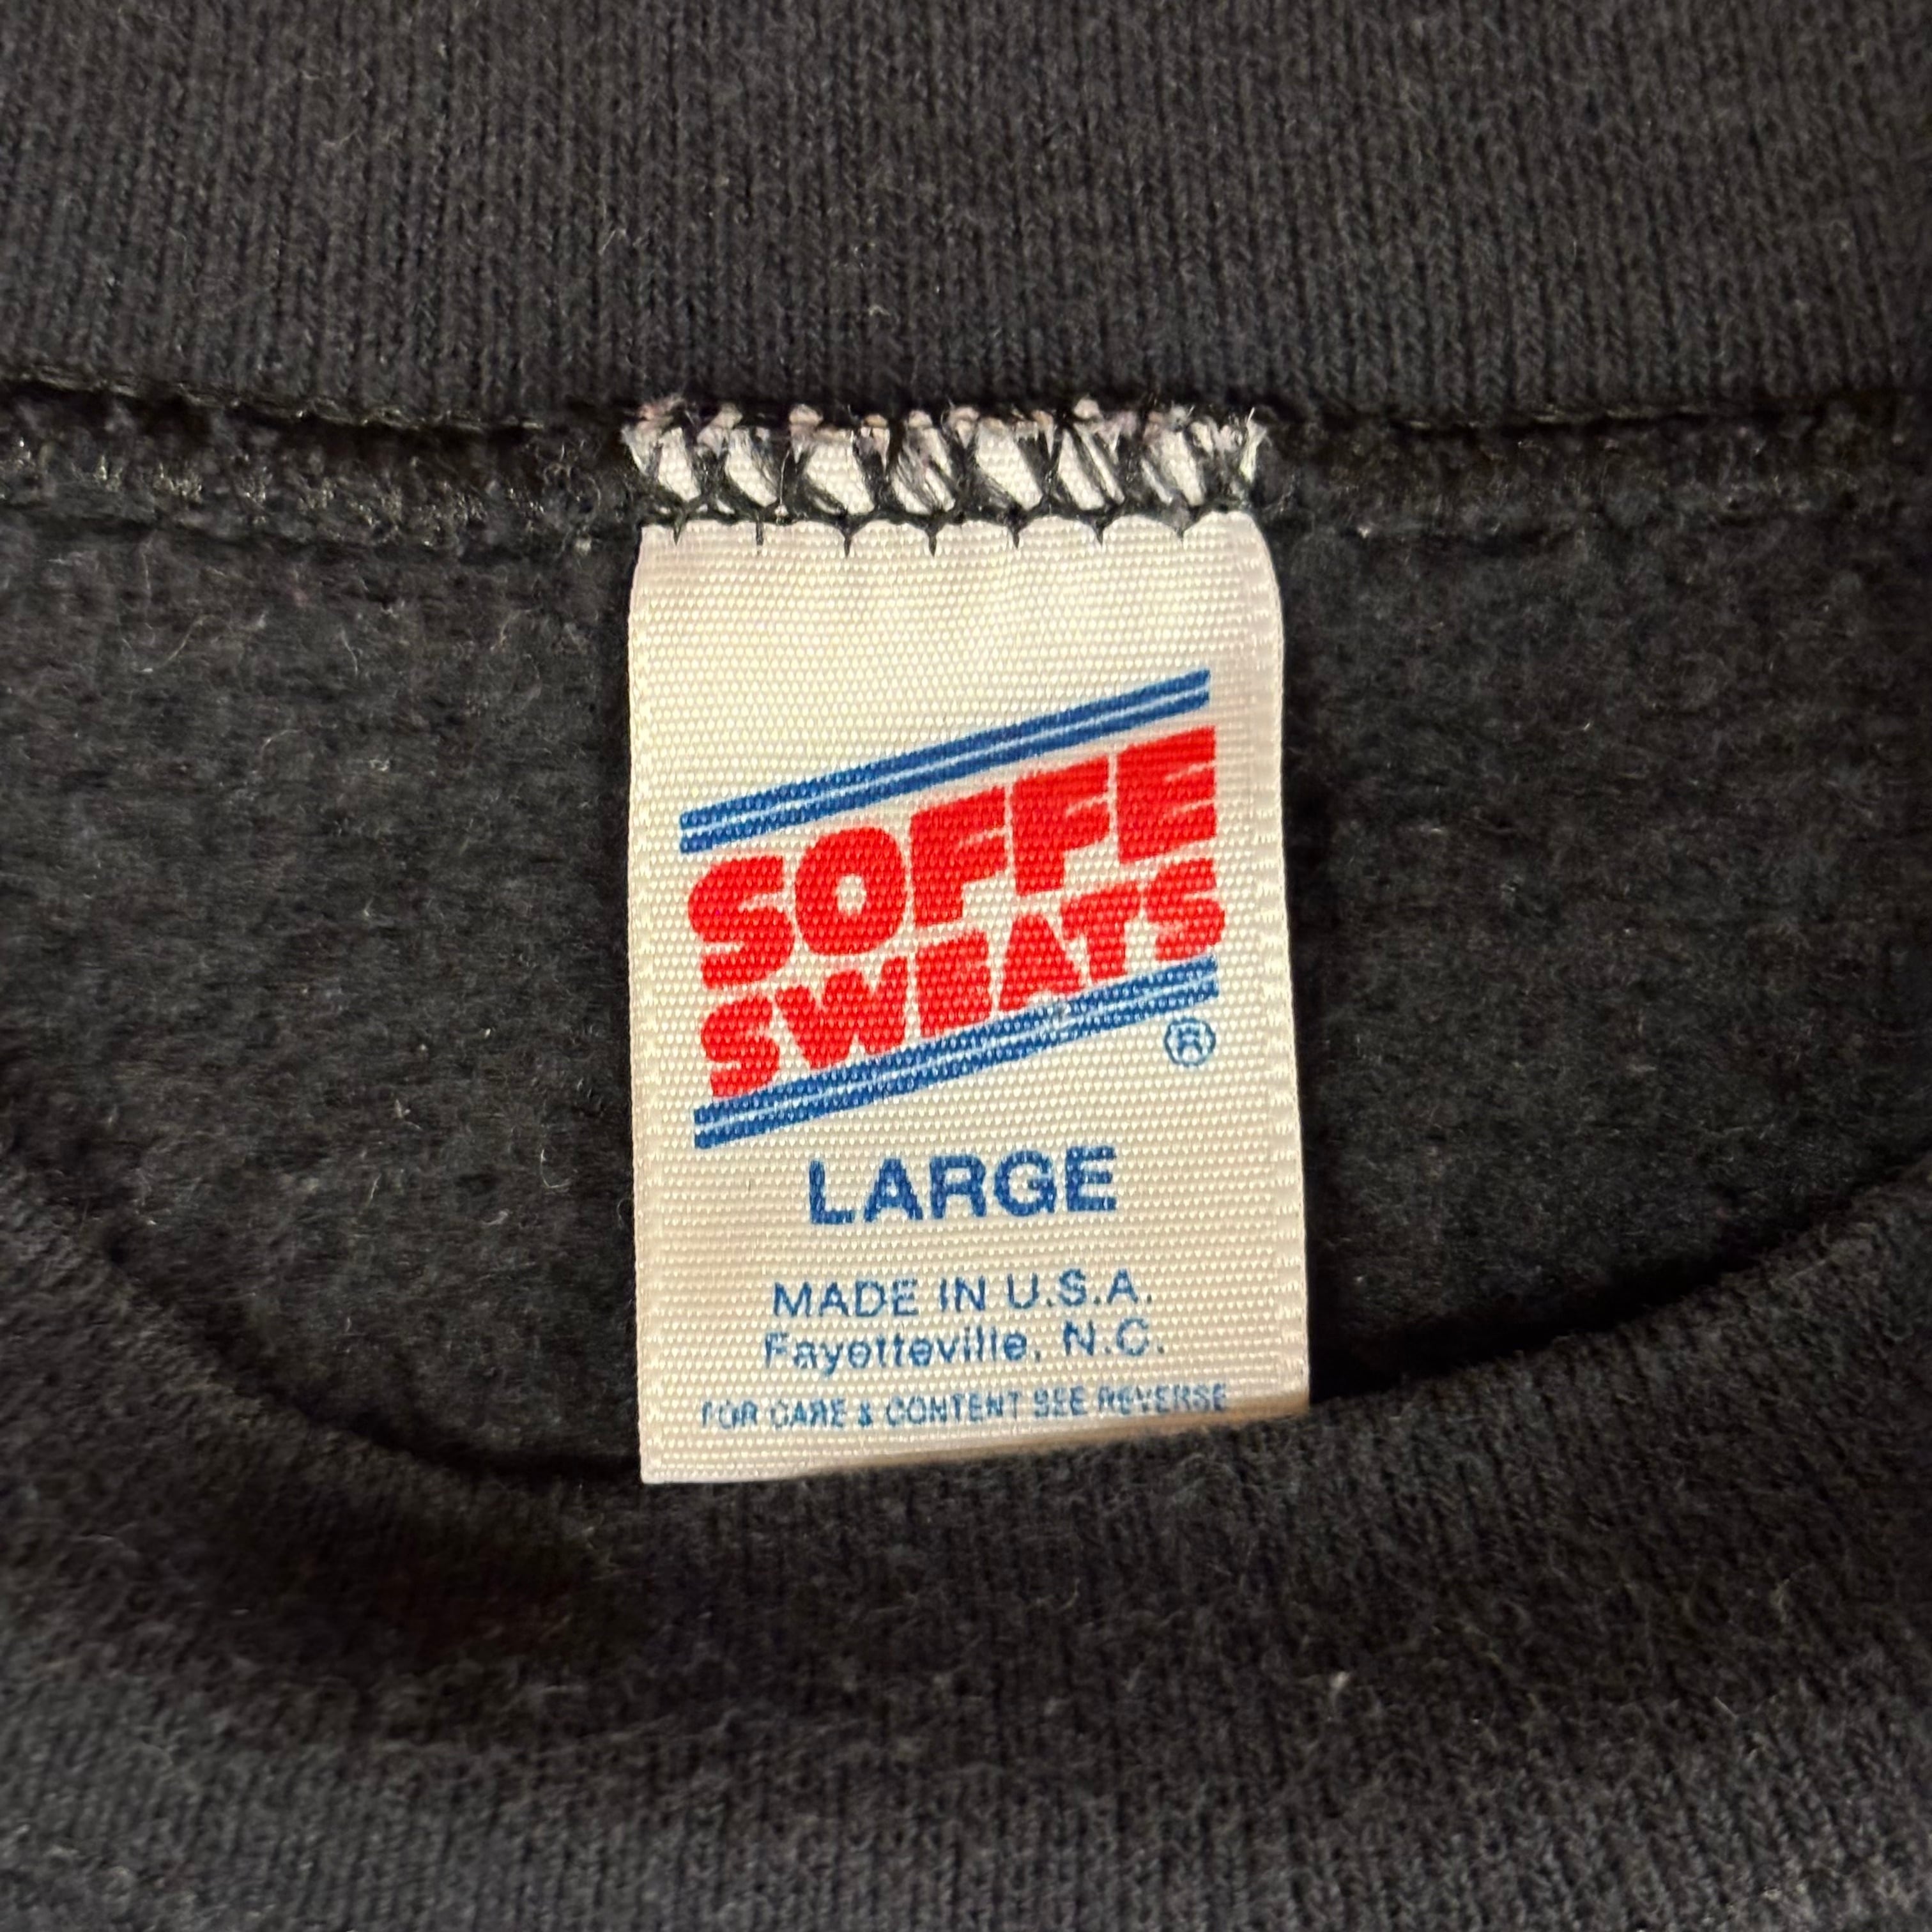 SOFFE
SWEATS
®
LARGE
MADE IN U.S.A.
Fayetteville, N.C.
FOR CARE & CONTENT SEE REVERSE